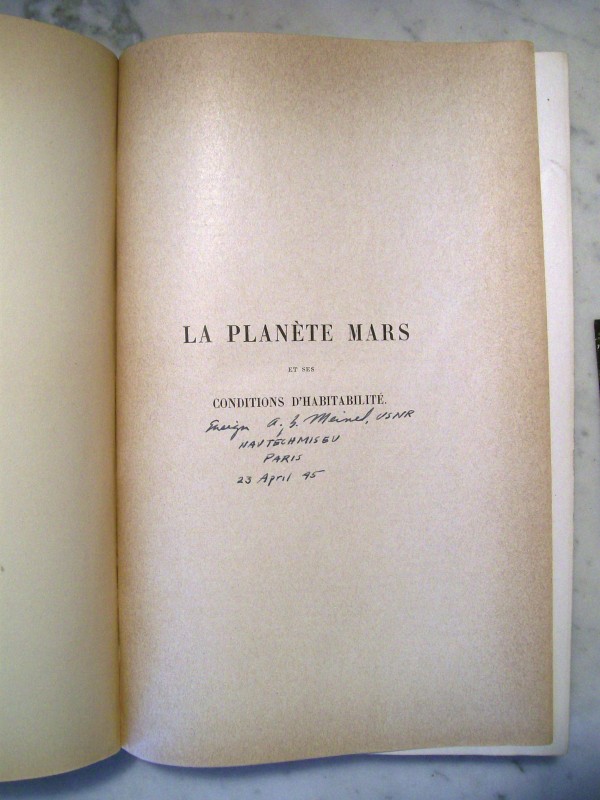 LA PLANÈTE MARS
ET SES
CONDITIONS D'HABITABILITÉ.
Ensign A. B. Meinel, USNR
NAVTECHMISEU
PARIS
23 April 45